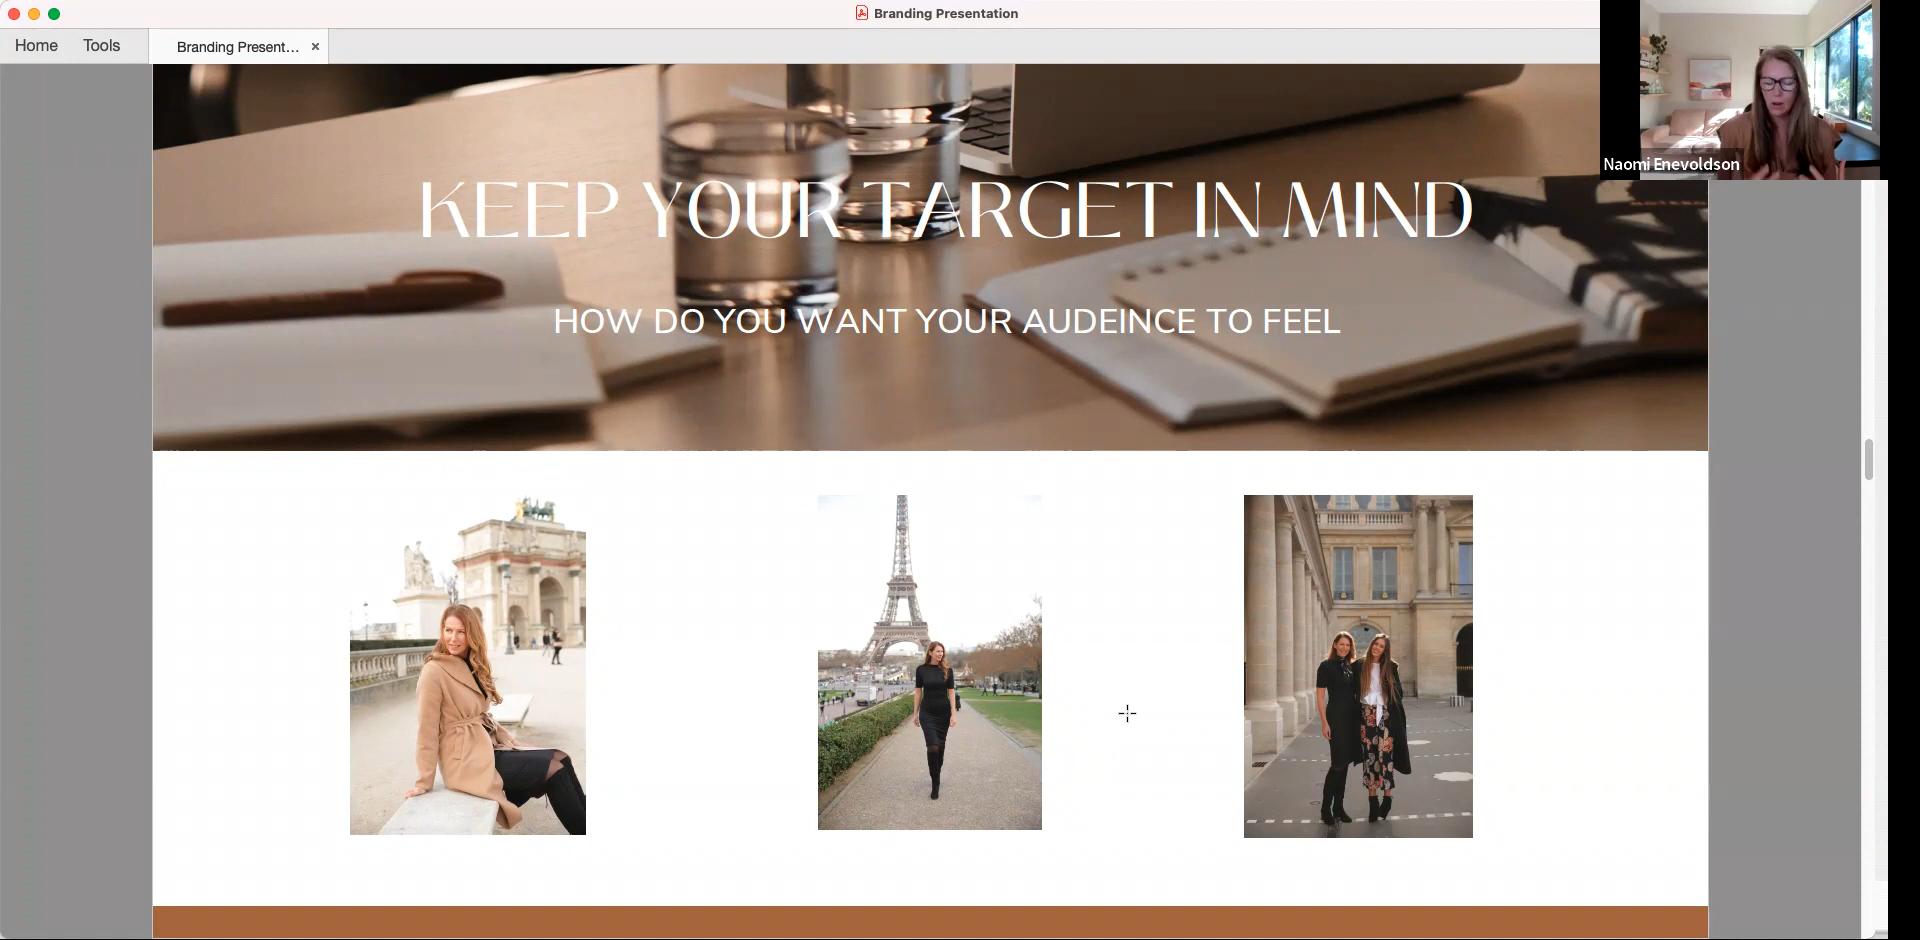 Branding Presentation
Home
Tools
Branding Present...
Naomi Enevoldson
KEEP YOUR TARGET IN MIND
HOW DO YOU WANT YOUR AUDEINCE TO FEEL